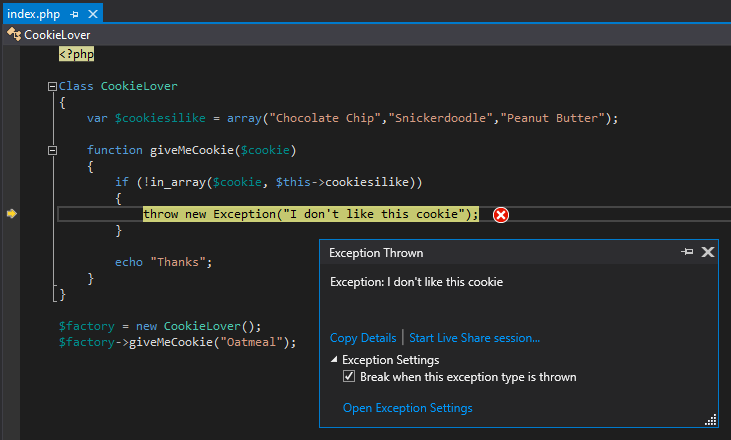 index.php
CookieLover
<?php
Class CookieLover
{
var $cookiesilike = array("Chocolate Chip","Snickerdoodle","Peanut Butter");
function giveMeCookie($cookie)
{
if (!in_array($cookie, $this->cookiesilike))
{
throw new Exception("I don't like this cookie");
}
echo "Thanks";
}
}
$factory = new CookieLover();
$factory->giveMeCookie("Oatmeal");
Exception Thrown
Exception: I don't like this cookie
Copy Details | Start Live Share session...
Exception Settings
Break when this exception type is thrown
Open Exception Settings